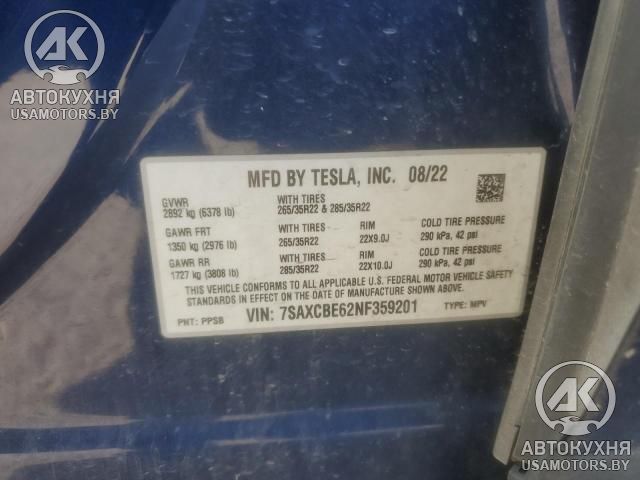 AK
АВТОКУХНЯ
USAMOTORS.BY
MFD BY TESLA, INC. 08/22
GVWR
2892 kg (6378 lb)
WITH TIRES
265/35R22 & 285/35R22
GAWR FRT
1350 kg (2976 lb)
WITH TIRES
265/35R22
RIM
22X9.0J
COLD TIRE PRESSURE
290 kPa, 42 psi
GAWR RR
1727 kg (3808 lb)
WITH TIRES
285/35R22
RIM
22X10.0J
COLD TIRE PRESSURE
290 kPa, 42 psi
THIS VEHICLE CONFORMS TO ALL APPLICABLE U.S. FEDERAL MOTOR VEHICLE SAFETY
STANDARDS IN EFFECT ON THE DATE OF MANUFACTURE SHOWN ABOVE.
PNT: PPSB
VIN: 7SAXCBE62NF359201
TYPE: MPV
AK
АВТОКУХНЯ
USAMOTORS.BY